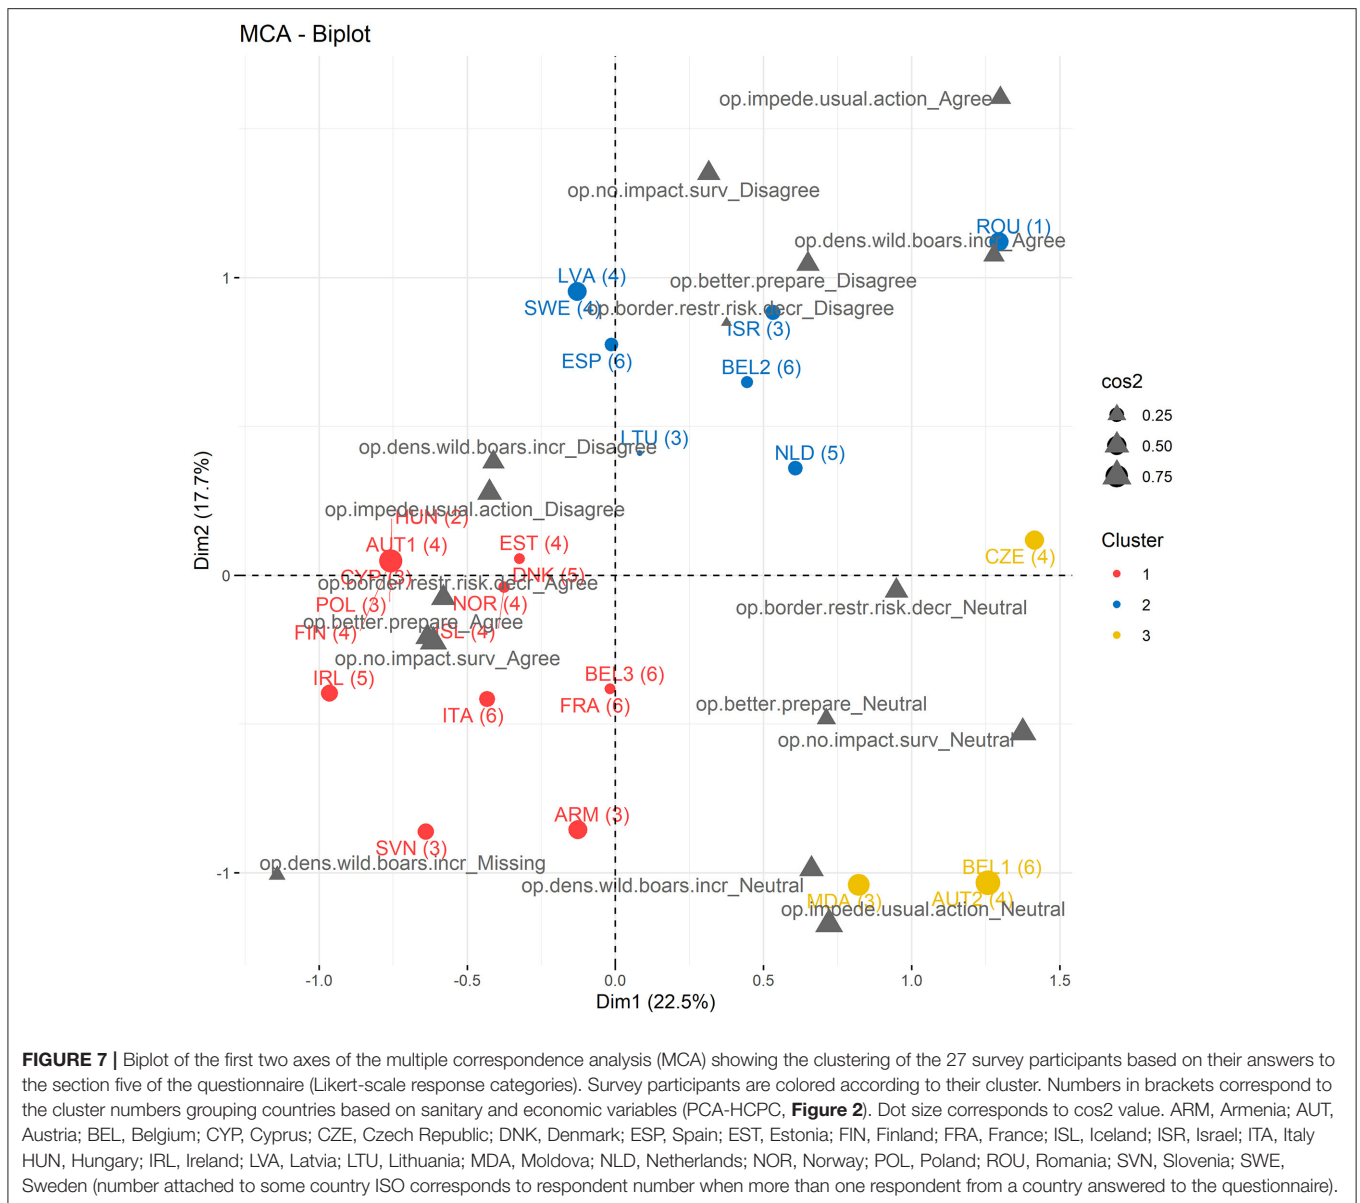 MCA - Biplot
op.impede.usual.action_Agree
op.no.impact.surv_Disagree
ROU (1)
op.dens.wild.boars.incr_Agree
LVA (4)
op.better.prepare_Disagree
SWE (4)
op.border.restr.risk.decr_Disagree
ISR (3)
ESP (6)
BEL2 (6)
LTU (3)
op.dens.wild.boars.incr_Disagree
NLD (5)
op.impede.usual.action_Disagree
HUN (2)
AUT1 (4)
EST (4)
CZE (4)
CYP (3)
DNK (5)
op.border.restr.risk.decr_Agree
POL (3)
NOR (4)
op.border.restr.risk.decr_Neutral
op.better.prepare_Agree
FIN (4)
ISL (4)
op.no.impact.surv_Agree
IRL (5)
BEL3 (6)
ITA (6)
FRA (6)
op.better.prepare_Neutral
op.no.impact.surv_Neutral
ARM (3)
SVN (3)
op.dens.wild.boars.incr_Missing
BEL1 (6)
op.dens.wild.boars.incr_Neutral
MDA (3)
AUT2 (4)
op.impede.usual.action_Neutral
1
0
-1
Dim2 (17.7%)
-1.0 -0.5 0.0 0.5 1.0 1.5
Dim1 (22.5%)
cos2
0.25
0.50
0.75
Cluster
1
2
3
FIGURE 7 | Biplot of the first two axes of the multiple correspondence analysis (MCA) showing the clustering of the 27 survey participants based on their answers to
the section five of the questionnaire (Likert-scale response categories). Survey participants are colored according to their cluster. Numbers in brackets correspond to
the cluster numbers grouping countries based on sanitary and economic variables (PCA-HCPC, Figure 2). Dot size corresponds to cos2 value. ARM, Armenia; AUT,
Austria; BEL, Belgium; CYP, Cyprus; CZE, Czech Republic; DNK, Denmark; ESP, Spain; EST, Estonia; FIN, Finland; FRA, France; ISL, Iceland; ISR, Israel; ITA, Italy
HUN, Hungary; IRL, Ireland; LVA, Latvia; LTU, Lithuania; MDA, Moldova; NLD, Netherlands; NOR, Norway; POL, Poland; ROU, Romania; SVN, Slovenia; SWE,
Sweden (number attached to some country ISO corresponds to respondent number when more than one respondent from a country answered to the questionnaire).